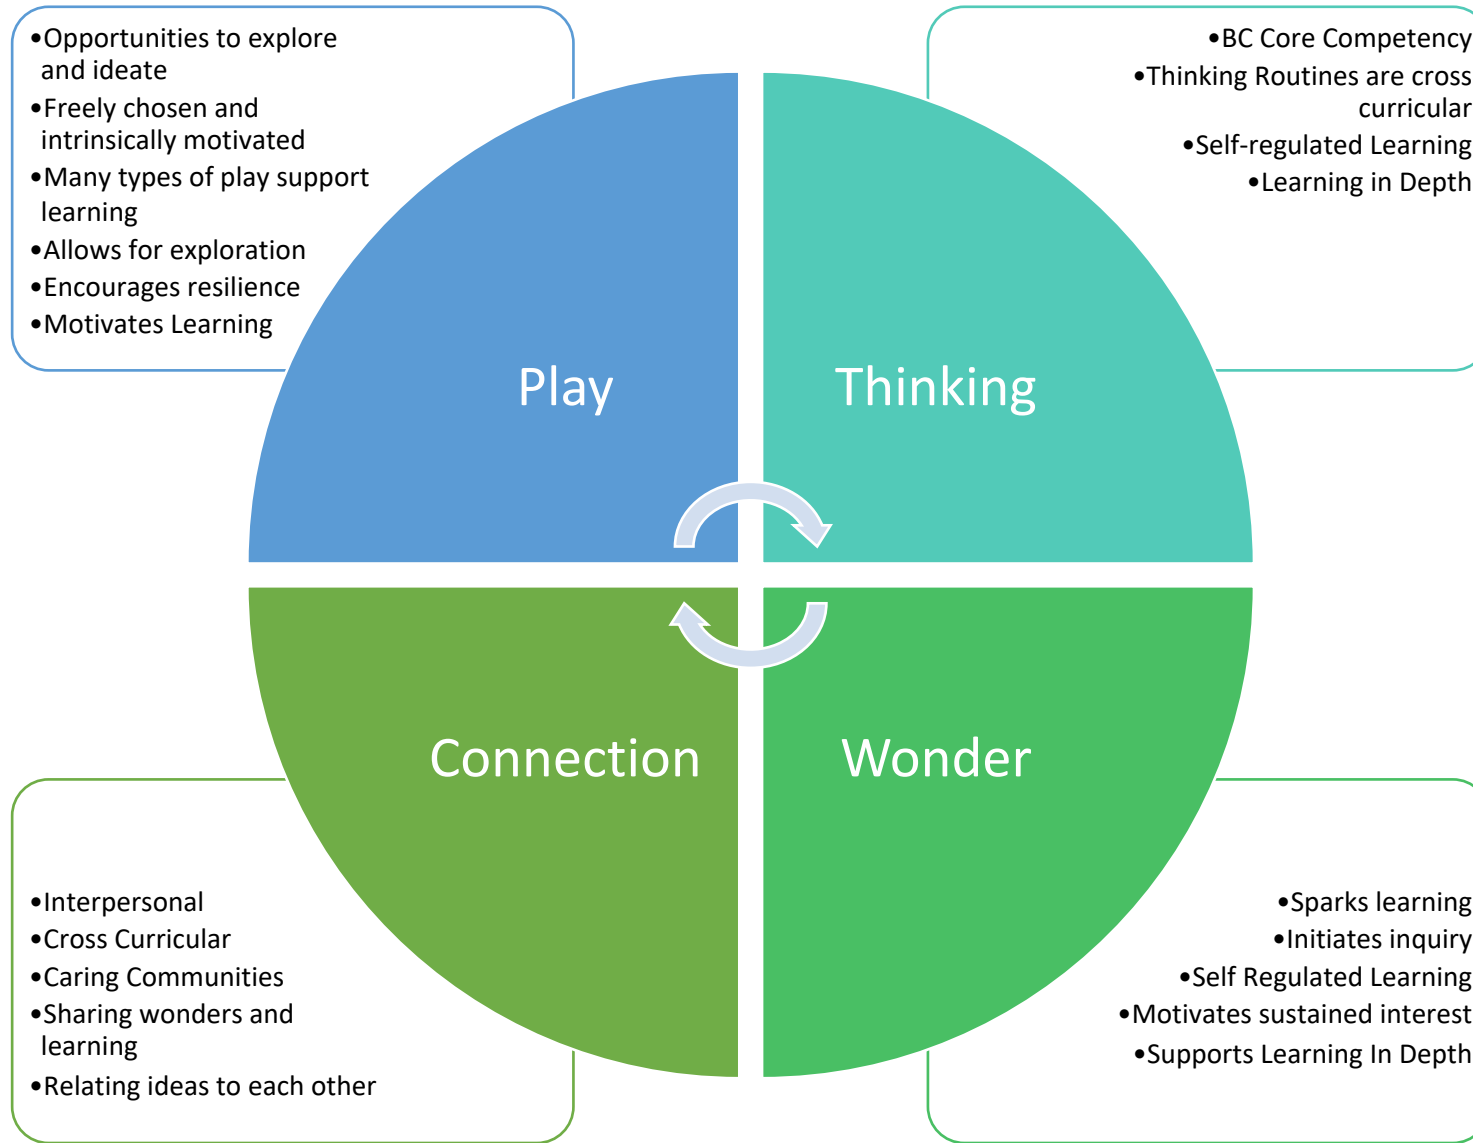 •Opportunities to explore
and ideate
•Freely chosen and
intrinsically motivated
•Many types of play support
learning
•Allows for exploration
•Encourages resilience
•Motivates Learning
•BC Core Competency
•Thinking Routines are cross
curricular
•Self-regulated Learning
•Learning in Depth
Play
Thinking
Connection
Wonder
•Interpersonal
•Cross Curricular
•Caring Communities
•Sharing wonders and
learning
•Relating ideas to each other
•Sparks learning
•Initiates inquiry
•Self Regulated Learning
•Motivates sustained interest
•Supports Learning In Depth